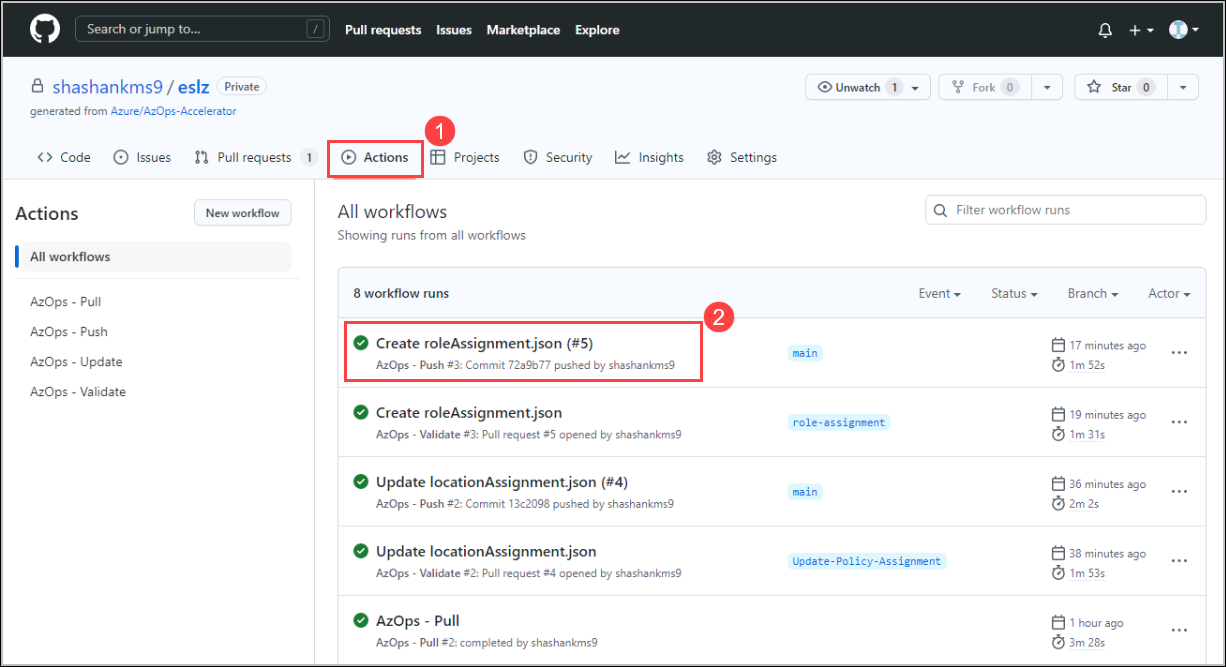 Search or jump to... / Pull requests Issues Marketplace Explore
shashankms9 / eslz Private Unwatch 1 Fork 0 Star 0
generated from Azure/AzOps-Accelerator
1
Code Issues Pull requests 1 Actions Projects Security Insights Settings
Actions New workflow
All workflows
AzOps - Pull
AzOps - Push
AzOps - Update
AzOps - Validate
All workflows Filter workflow runs
Showing runs from all workflows
8 workflow runs Event Status Branch Actor
2
Create roleAssignment.json (#5) main 17 minutes ago
AzOps - Push #3: Commit 72a9b77 pushed by shashankms9 1m 52s
Create roleAssignment.json role-assignment 19 minutes ago
AzOps - Validate #3: Pull request #5 opened by shashankms9 1m 31s
Update locationAssignment.json (#4) main 36 minutes ago
AzOps - Push #2: Commit 13c2098 pushed by shashankms9 2m 2s
Update locationAssignment.json Update-Policy-Assignment 38 minutes ago
AzOps - Validate #2: Pull request #4 opened by shashankms9 1m 53s
AzOps - Pull 1 hour ago
AzOps - Pull #2: completed by shashankms9 3m 28s